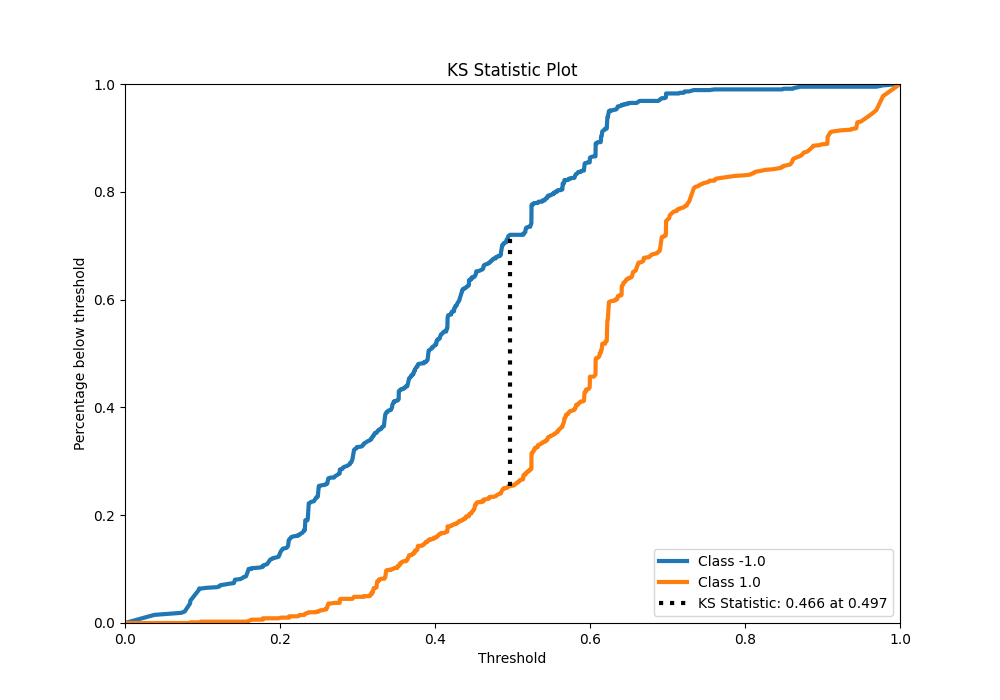 KS Statistic Plot
1.0
0.8
0.6
0.4
0.2
0.0
Percentage below threshold
Class -1.0
Class 1.0
KS Statistic: 0.466 at 0.497
0.0 0.2 0.4 0.6 0.8 1.0
Threshold